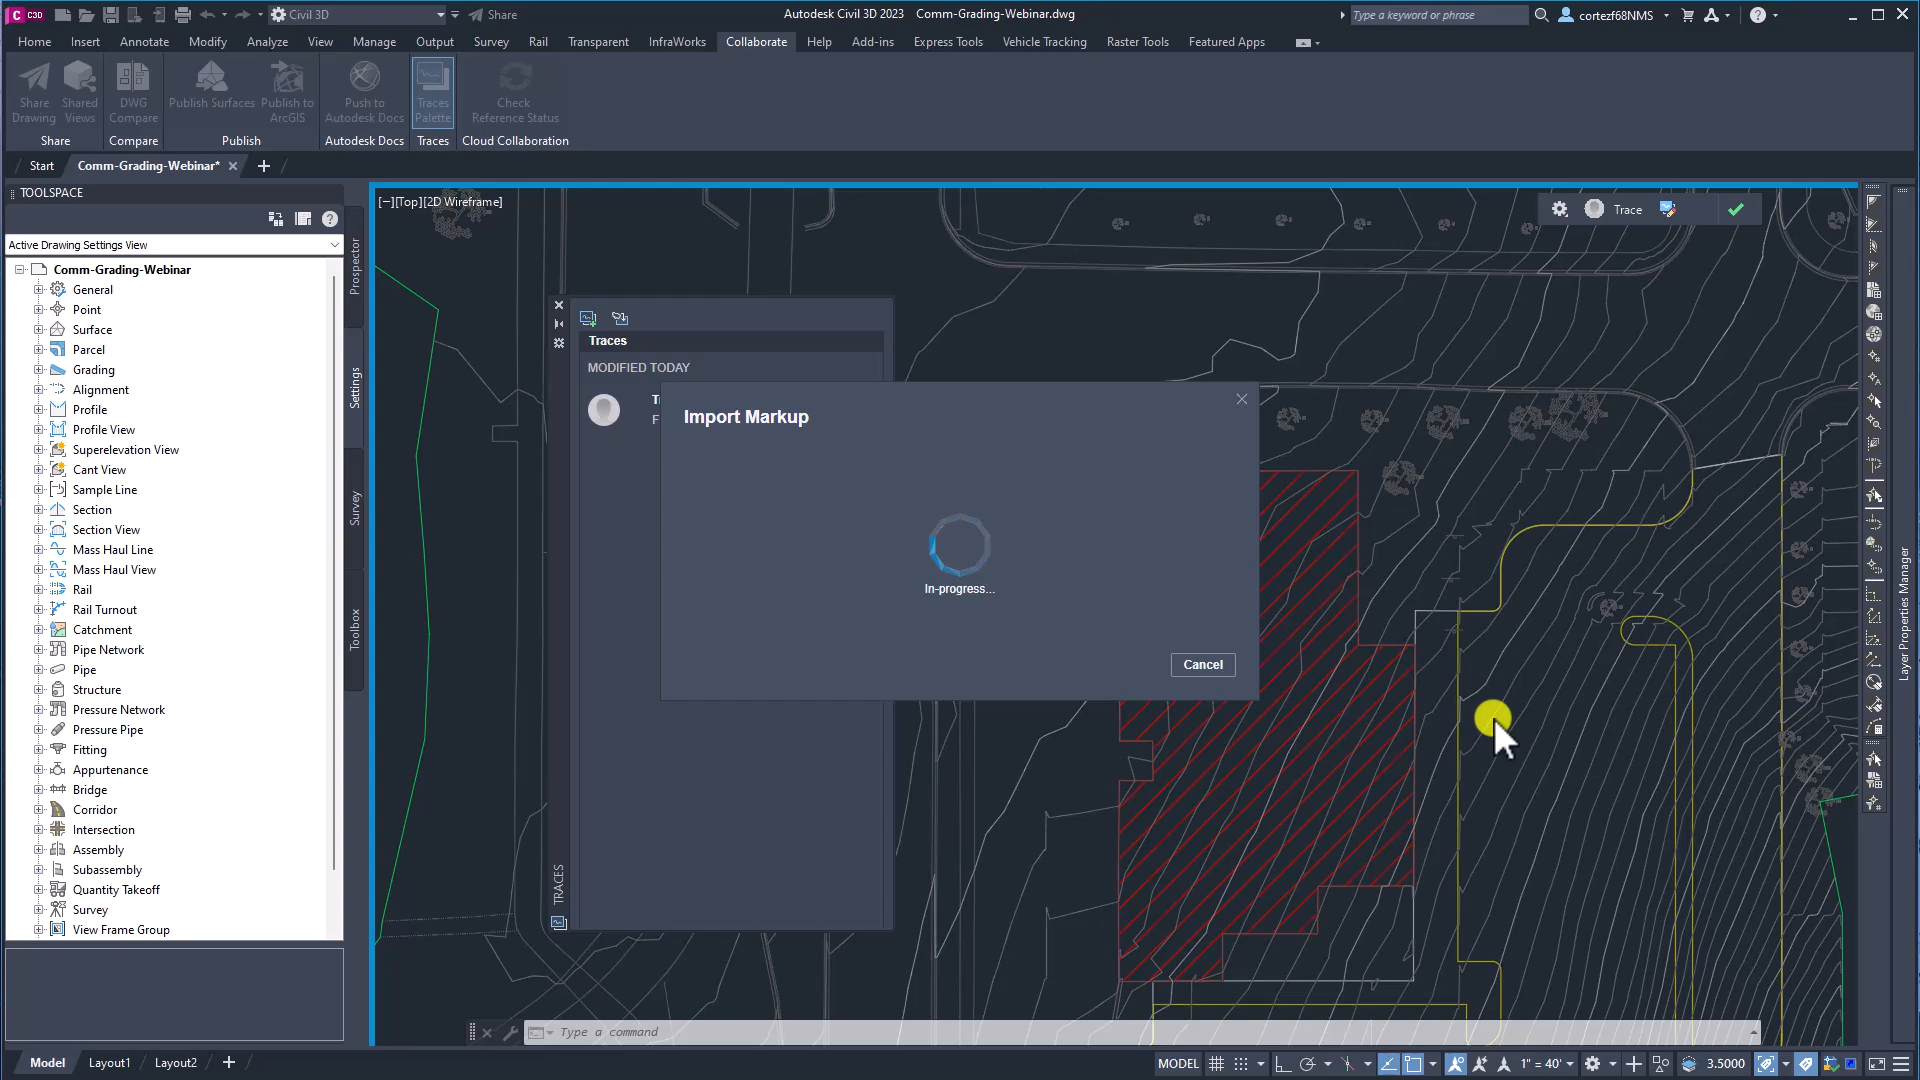 C3D
Civil 3D
Share
Autodesk Civil 3D 2023 Comm-Grading-Webinar.dwg
Type a keyword or phrase
cortezf68NMS
Home Insert Annotate Modify Analyze View Manage Output Survey Rail Transparent InfraWorks Collaborate Help Add-ins Express Tools Vehicle Tracking Raster Tools Featured Apps
Share Drawing
Shared Views
DWG Compare
Publish Surfaces
Publish to ArcGIS
Push to Autodesk Docs
Traces Palette
Check Reference Status
Share Compare Publish Autodesk Docs Traces Cloud Collaboration
Start Comm-Grading-Webinar*
TOOLSPACE
Active Drawing Settings View
Comm-Grading-Webinar
General
Point
Surface
Parcel
Grading
Alignment
Profile
Profile View
Superelevation View
Cant View
Sample Line
Section
Section View
Mass Haul Line
Mass Haul View
Rail
Rail Turnout
Catchment
Pipe Network
Pipe
Structure
Pressure Network
Pressure Pipe
Fitting
Appurtenance
Bridge
Corridor
Intersection
Assembly
Subassembly
Quantity Takeoff
Survey
View Frame Group
Prospector
Settings
Survey
Toolbox
[−][Top][2D Wireframe]
Trace
Traces
MODIFIED TODAY
TRACES
Import Markup
In-progress...
Cancel
Layer Properties Manager
Type a command
Model Layout1 Layout2
MODEL
1" = 40'
3.5000